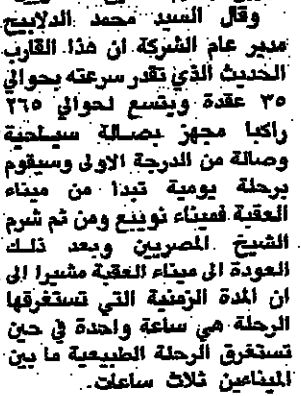 وقال السيد محمد الدلابيح
مدير عام الشركة ان هذا القارب
الحديث الذي تقدر سرعته بحوالي
٣٥ عقدة ويتسع لحوالي ٢٦٥
راكبا مجهز بصالة سياحية
وصالة من الدرجة الاولى وسيقوم
برحلة يومية تبدا من ميناء
العقبة فميناء نويبع ومن ثم شرم
الشيخ المصريين وبعد ذلك
العودة الى ميناء العقبة مشيرا الى
ان المدة الزمنية التي تستغرقها
الرحلة هي ساعة واحدة في حين
تستغرق الرحلة الطبيعية ما بين
الميناءين ثلاث ساعات.